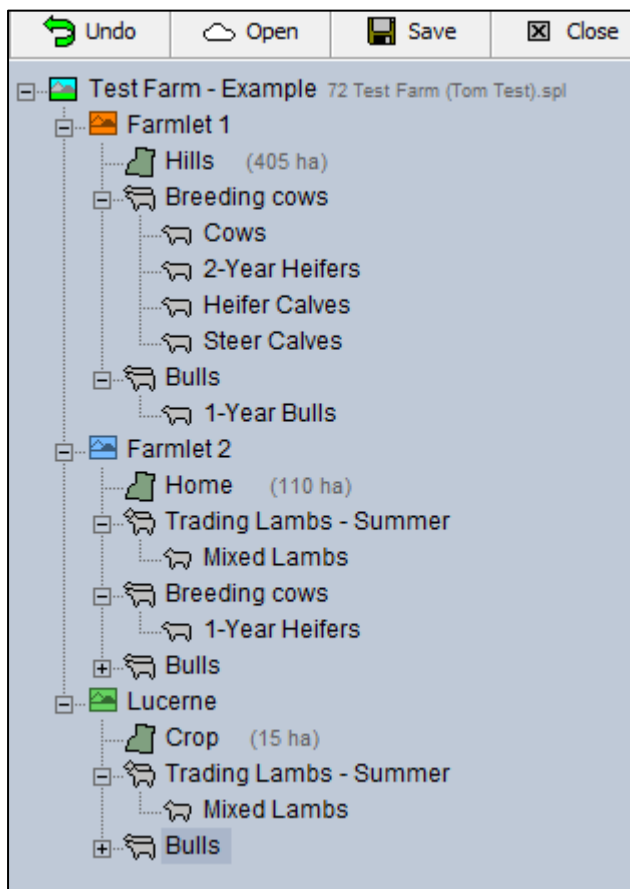 Undo Open Save Close
Test Farm - Example 72 Test Farm (Tom Test).spl
Farmlet 1
Hills (405 ha)
Breeding cows
Cows
2-Year Heifers
Heifer Calves
Steer Calves
Bulls
1-Year Bulls
Farmlet 2
Home (110 ha)
Trading Lambs - Summer
Mixed Lambs
Breeding cows
1-Year Heifers
Bulls
Lucerne
Crop (15 ha)
Trading Lambs - Summer
Mixed Lambs
Bulls